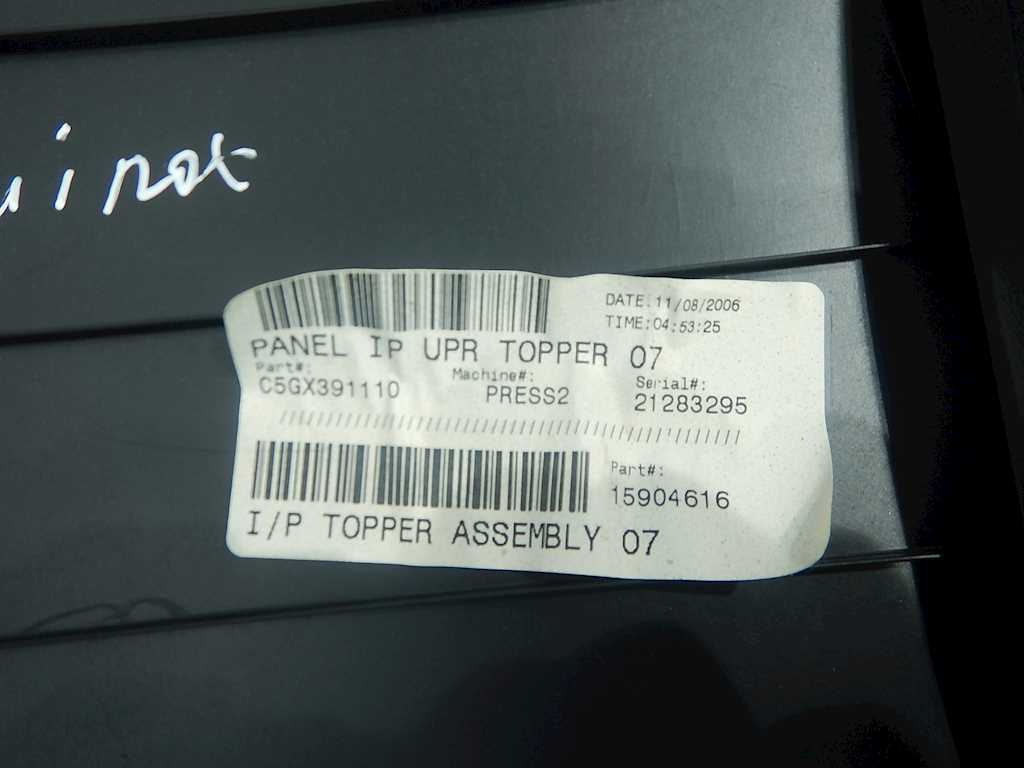 DATE.11/08/2006
TIME:04:53:25
PANEL IP UPR TOPPER 07
Part#: Machine#: Serial#:
C5GX391110 PRESS2 21283295
////////////////////////////////////////////////
Part#:
15904616
I/P TOPPER ASSEMBLY 07